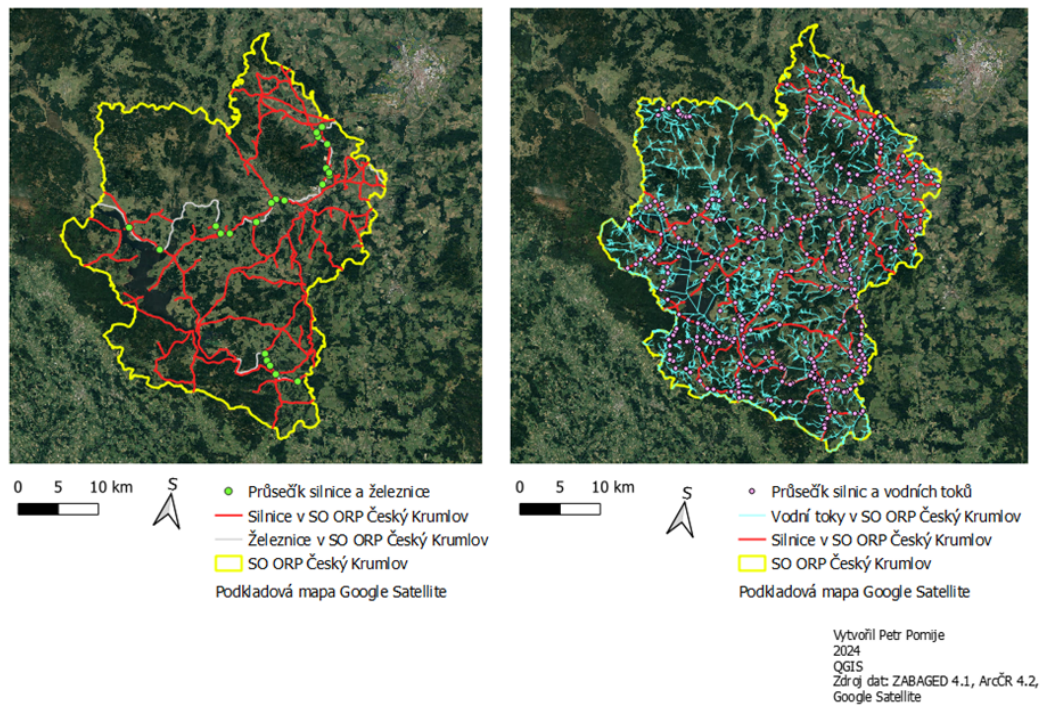 0 5 10 km
S
Průsečík silnice a železnice
Silnice v SO ORP Český Krumlov
Železnice v SO ORP Český Krumlov
SO ORP Český Krumlov
Podkladová mapa Google Satellite
0 5 10 km
S
Průsečík silnic a vodních toků
Vodní toky v SO ORP Český Krumlov
Silnice v SO ORP Český Krumlov
SO ORP Český Krumlov
Podkladová mapa Google Satellite
Vytvořil Petr Pomije
2024
QGIS
Zdroj dat: ZABAGED 4.1, ArcČR 4.2,
Google Satellite